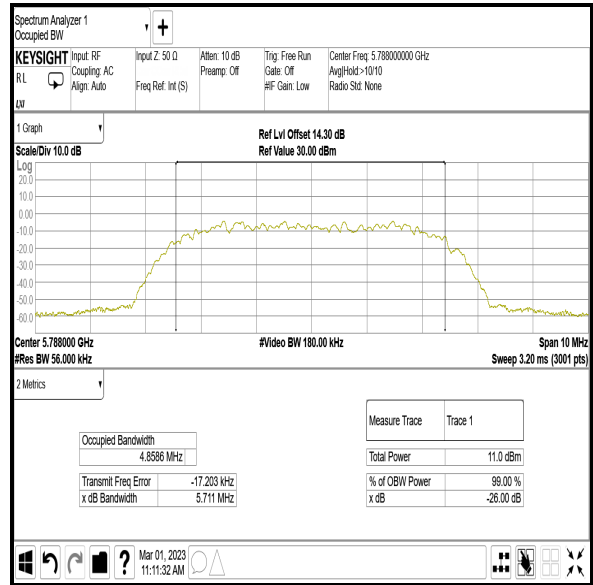 Spectrum Analyzer 1
Occupied BW
KEYSIGHT
RL
LXI
Input: RF
Coupling: AC
Align: Auto
Input Z: 50 Ω
Freq Ref: Int (S)
Atten: 10 dB
Preamp: Off
Trig: Free Run
Gate: Off
#IF Gain: Low
Center Freq: 5.788000000 GHz
Avg|Hold:>10/10
Radio Std: None
1 Graph
Scale/Div 10.0 dB
Ref Lvl Offset 14.30 dB
Ref Value 30.00 dBm
Log
20.0
10.0
0.00
-10.0
-20.0
-30.0
-40.0
-50.0
-60.0
Center 5.788000 GHz
#Res BW 56.000 kHz
#Video BW 180.00 kHz
Span 10 MHz
Sweep 3.20 ms (3001 pts)
2 Metrics
Occupied Bandwidth
4.8586 MHz
Transmit Freq Error -17.203 kHz
x dB Bandwidth 5.711 MHz
Measure Trace Trace 1
Total Power 11.0 dBm
% of OBW Power 99.00 %
x dB -26.00 dB
?
Mar 01, 2023
11:11:32 AM